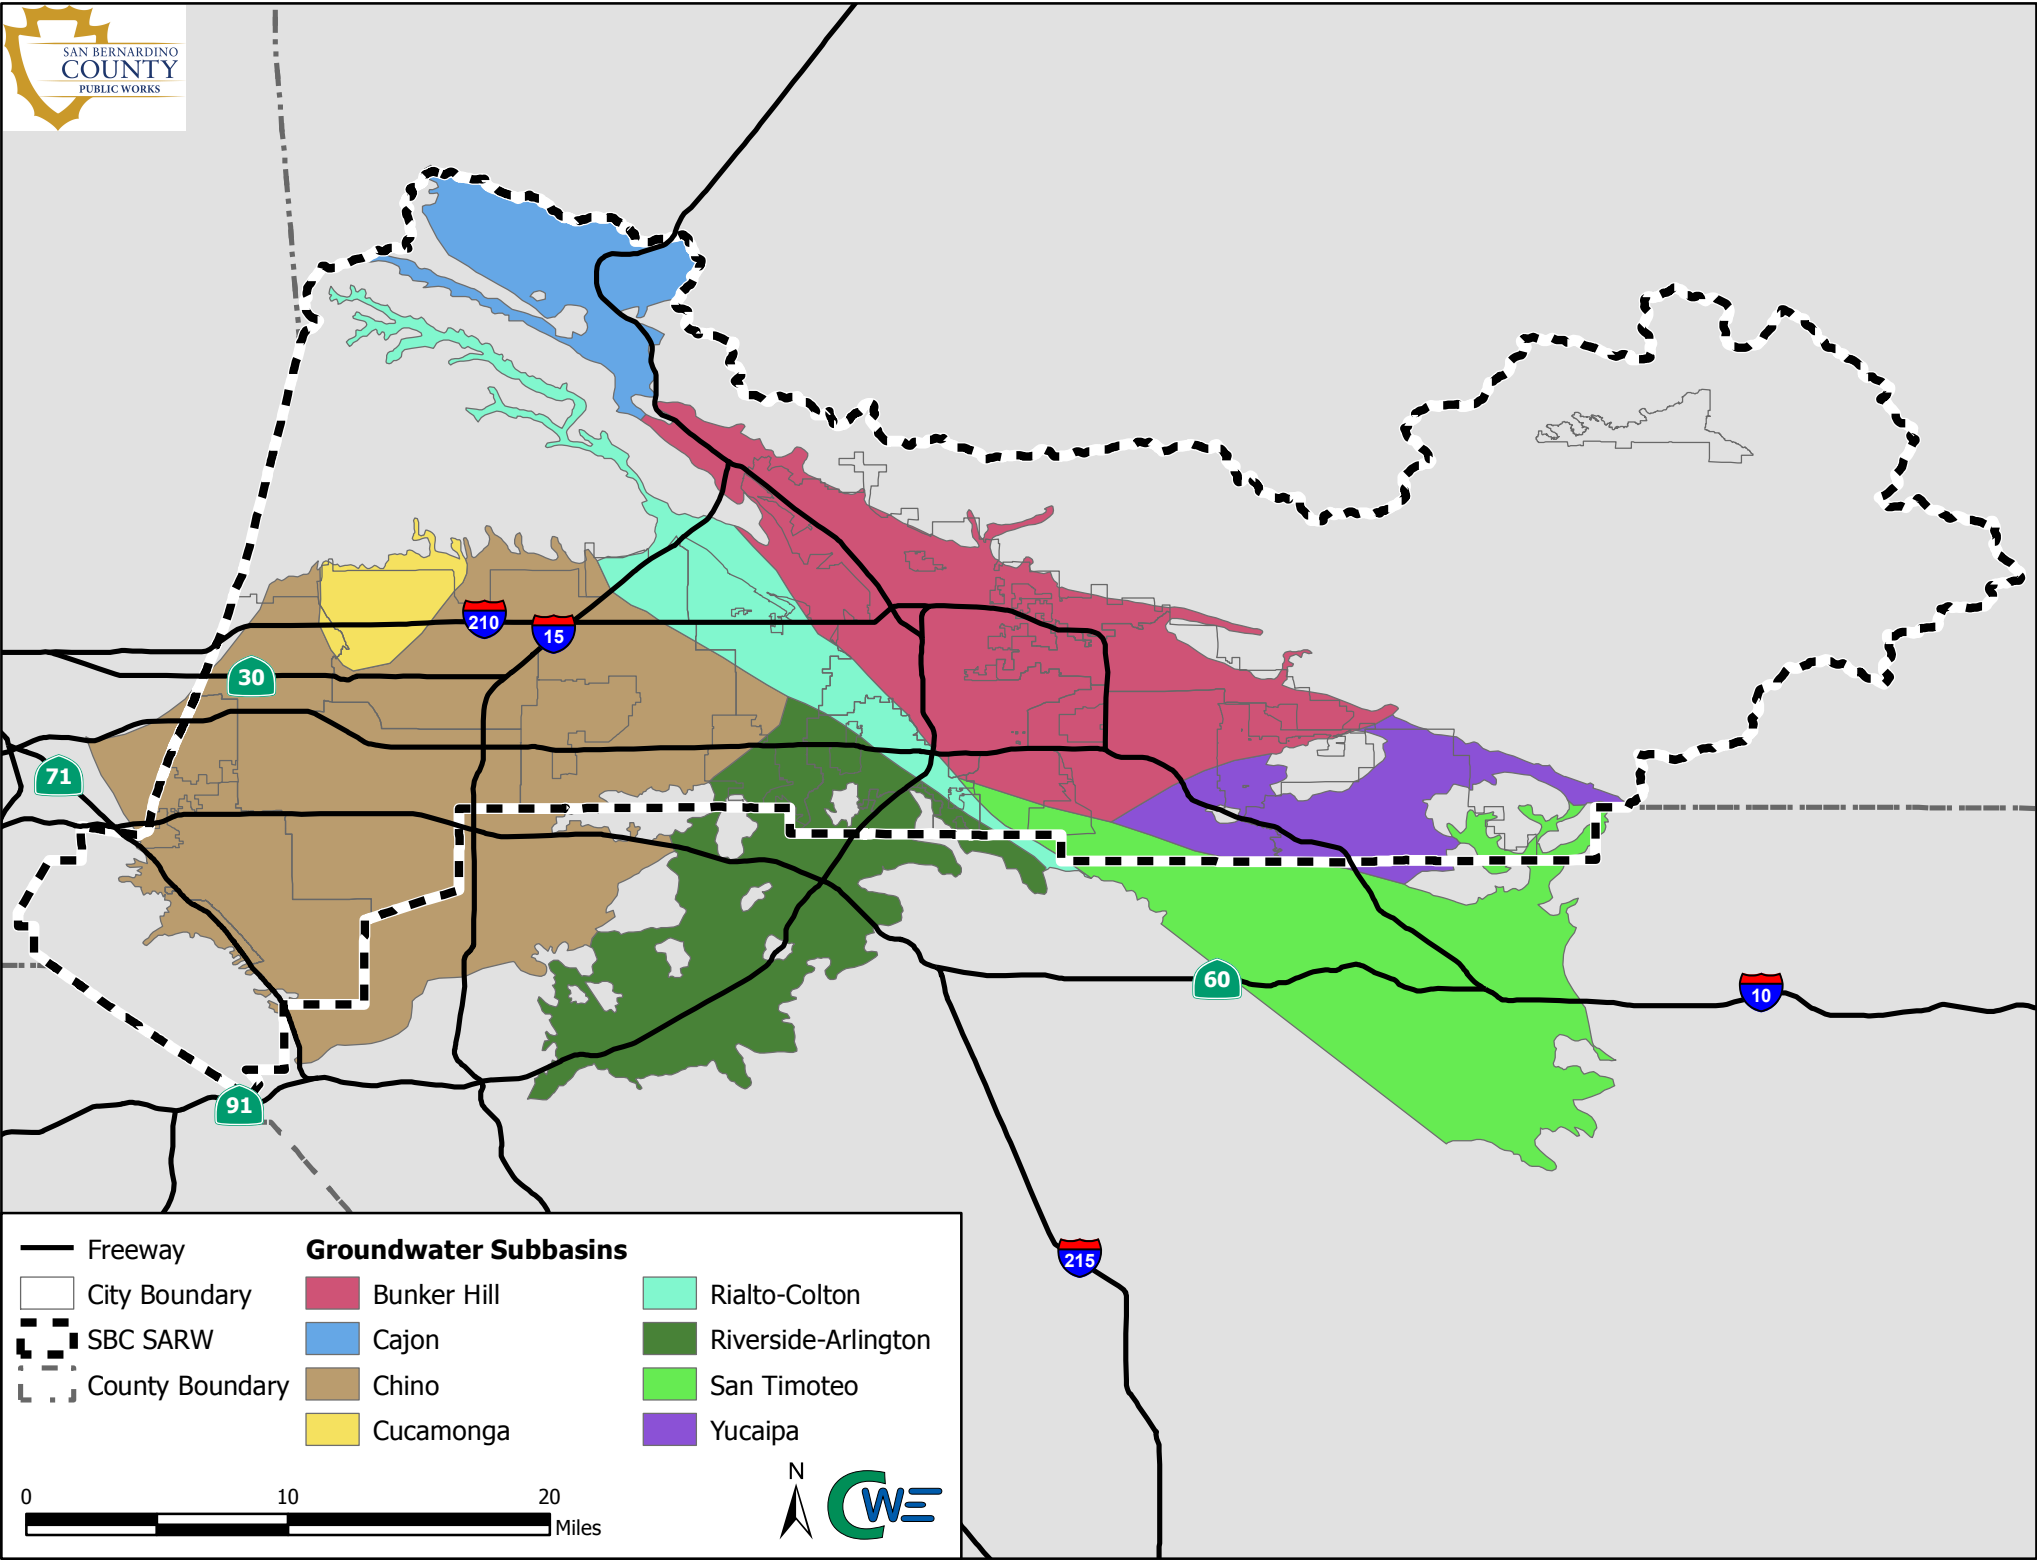 SAN BERNARDINO
COUNTY
PUBLIC WORKS
210
15
30
71
60
10
91
215
Freeway
City Boundary
SBC SARW
County Boundary
Groundwater Subbasins
Bunker Hill
Cajon
Chino
Cucamonga
Rialto-Colton
Riverside-Arlington
San Timoteo
Yucaipa
0 10 20
Miles
N
CWE